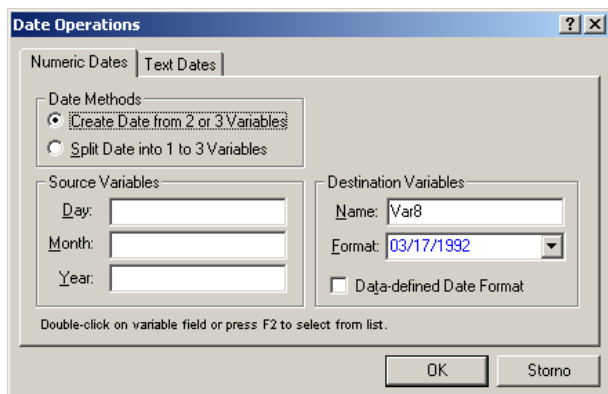 Date Operations
Numeric Dates Text Dates
Date Methods
Create Date from 2 or 3 Variables
Split Date into 1 to 3 Variables
Source Variables
Day:
Month:
Year:
Destination Variables
Name: Var8
Format: 03/17/1992
Data-defined Date Format
Double-click on variable field or press F2 to select from list.
OK Storno